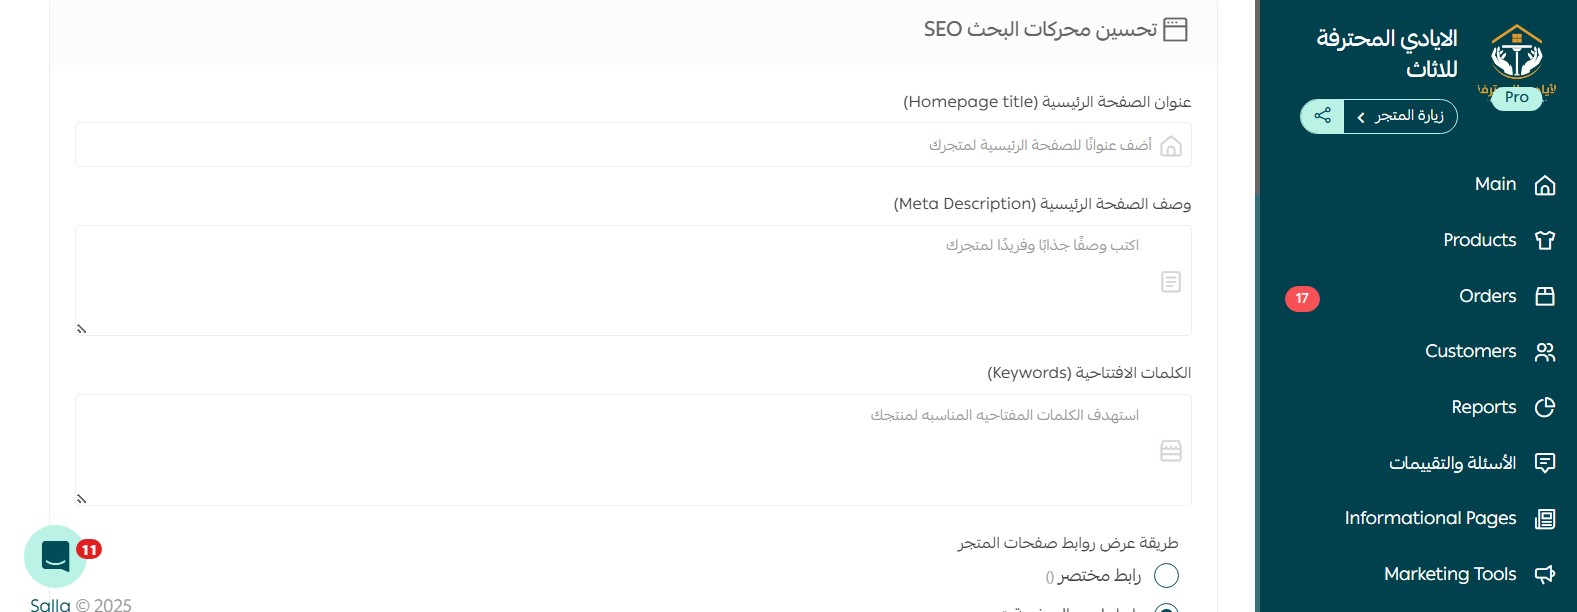 تحسين محركات البحث SEO
عنوان الصفحة الرئيسية (Homepage title)
أضف عنوانًا للصفحة الرئيسية لمتجرك
وصف الصفحة الرئيسية (Meta Description)
اكتب وصفًا جذابًا وفريدًا لمتجرك
الكلمات الافتتاحية (Keywords)
استهدف الكلمات المفتاحيه المناسبه لمنتجك
طريقة عرض روابط صفحات المتجر
رابط مختصر ()
11
Salla © 2025
الايادي المحترفة
للاثاث
Pro
زيارة المتجر
Main
Products
Orders
17
Customers
Reports
الأسئلة والتقييمات
Informational Pages
Marketing Tools